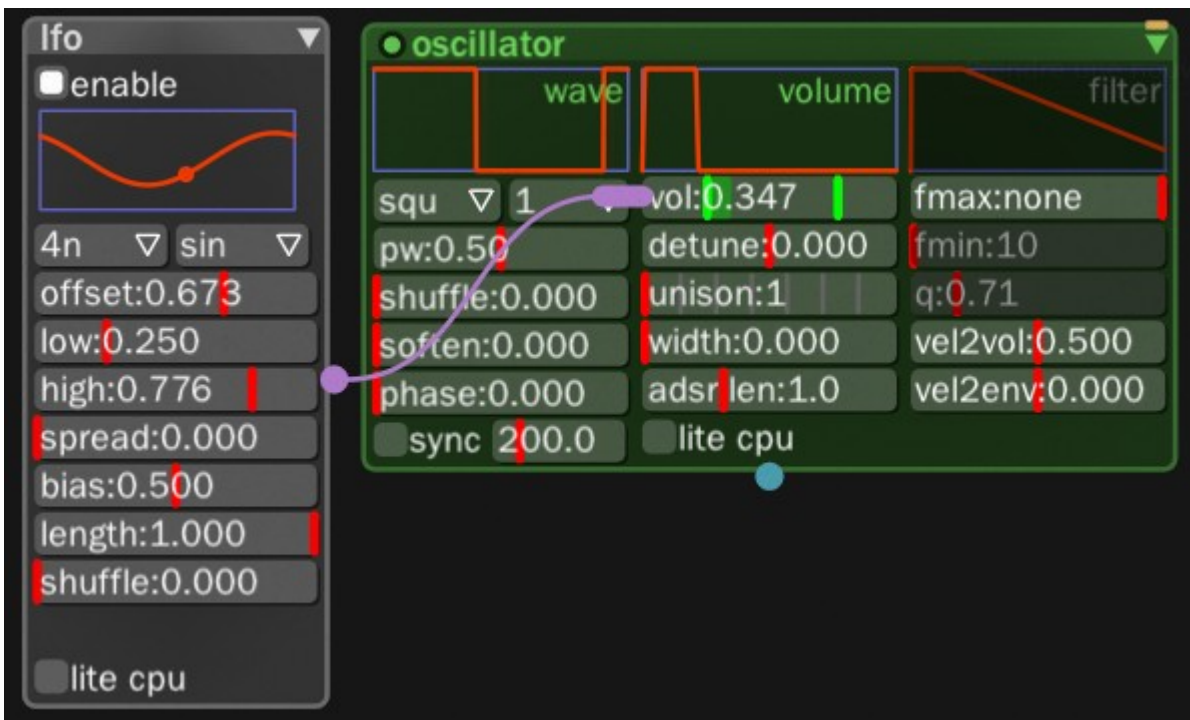 lfo
enable
4n sin
offset:0.673
low:0.250
high:0.776
spread:0.000
bias:0.500
length:1.000
shuffle:0.000
lite cpu
oscillator
wave volume filter
squ 1 vol:0.347 fmax:none
pw:0.50 detune:0.000 fmin:10
shuffle:0.000 unison:1 q:0.71
soften:0.000 width:0.000 vel2vol:0.500
phase:0.000 adsr len:1.0 vel2env:0.000
sync 200.0 lite cpu